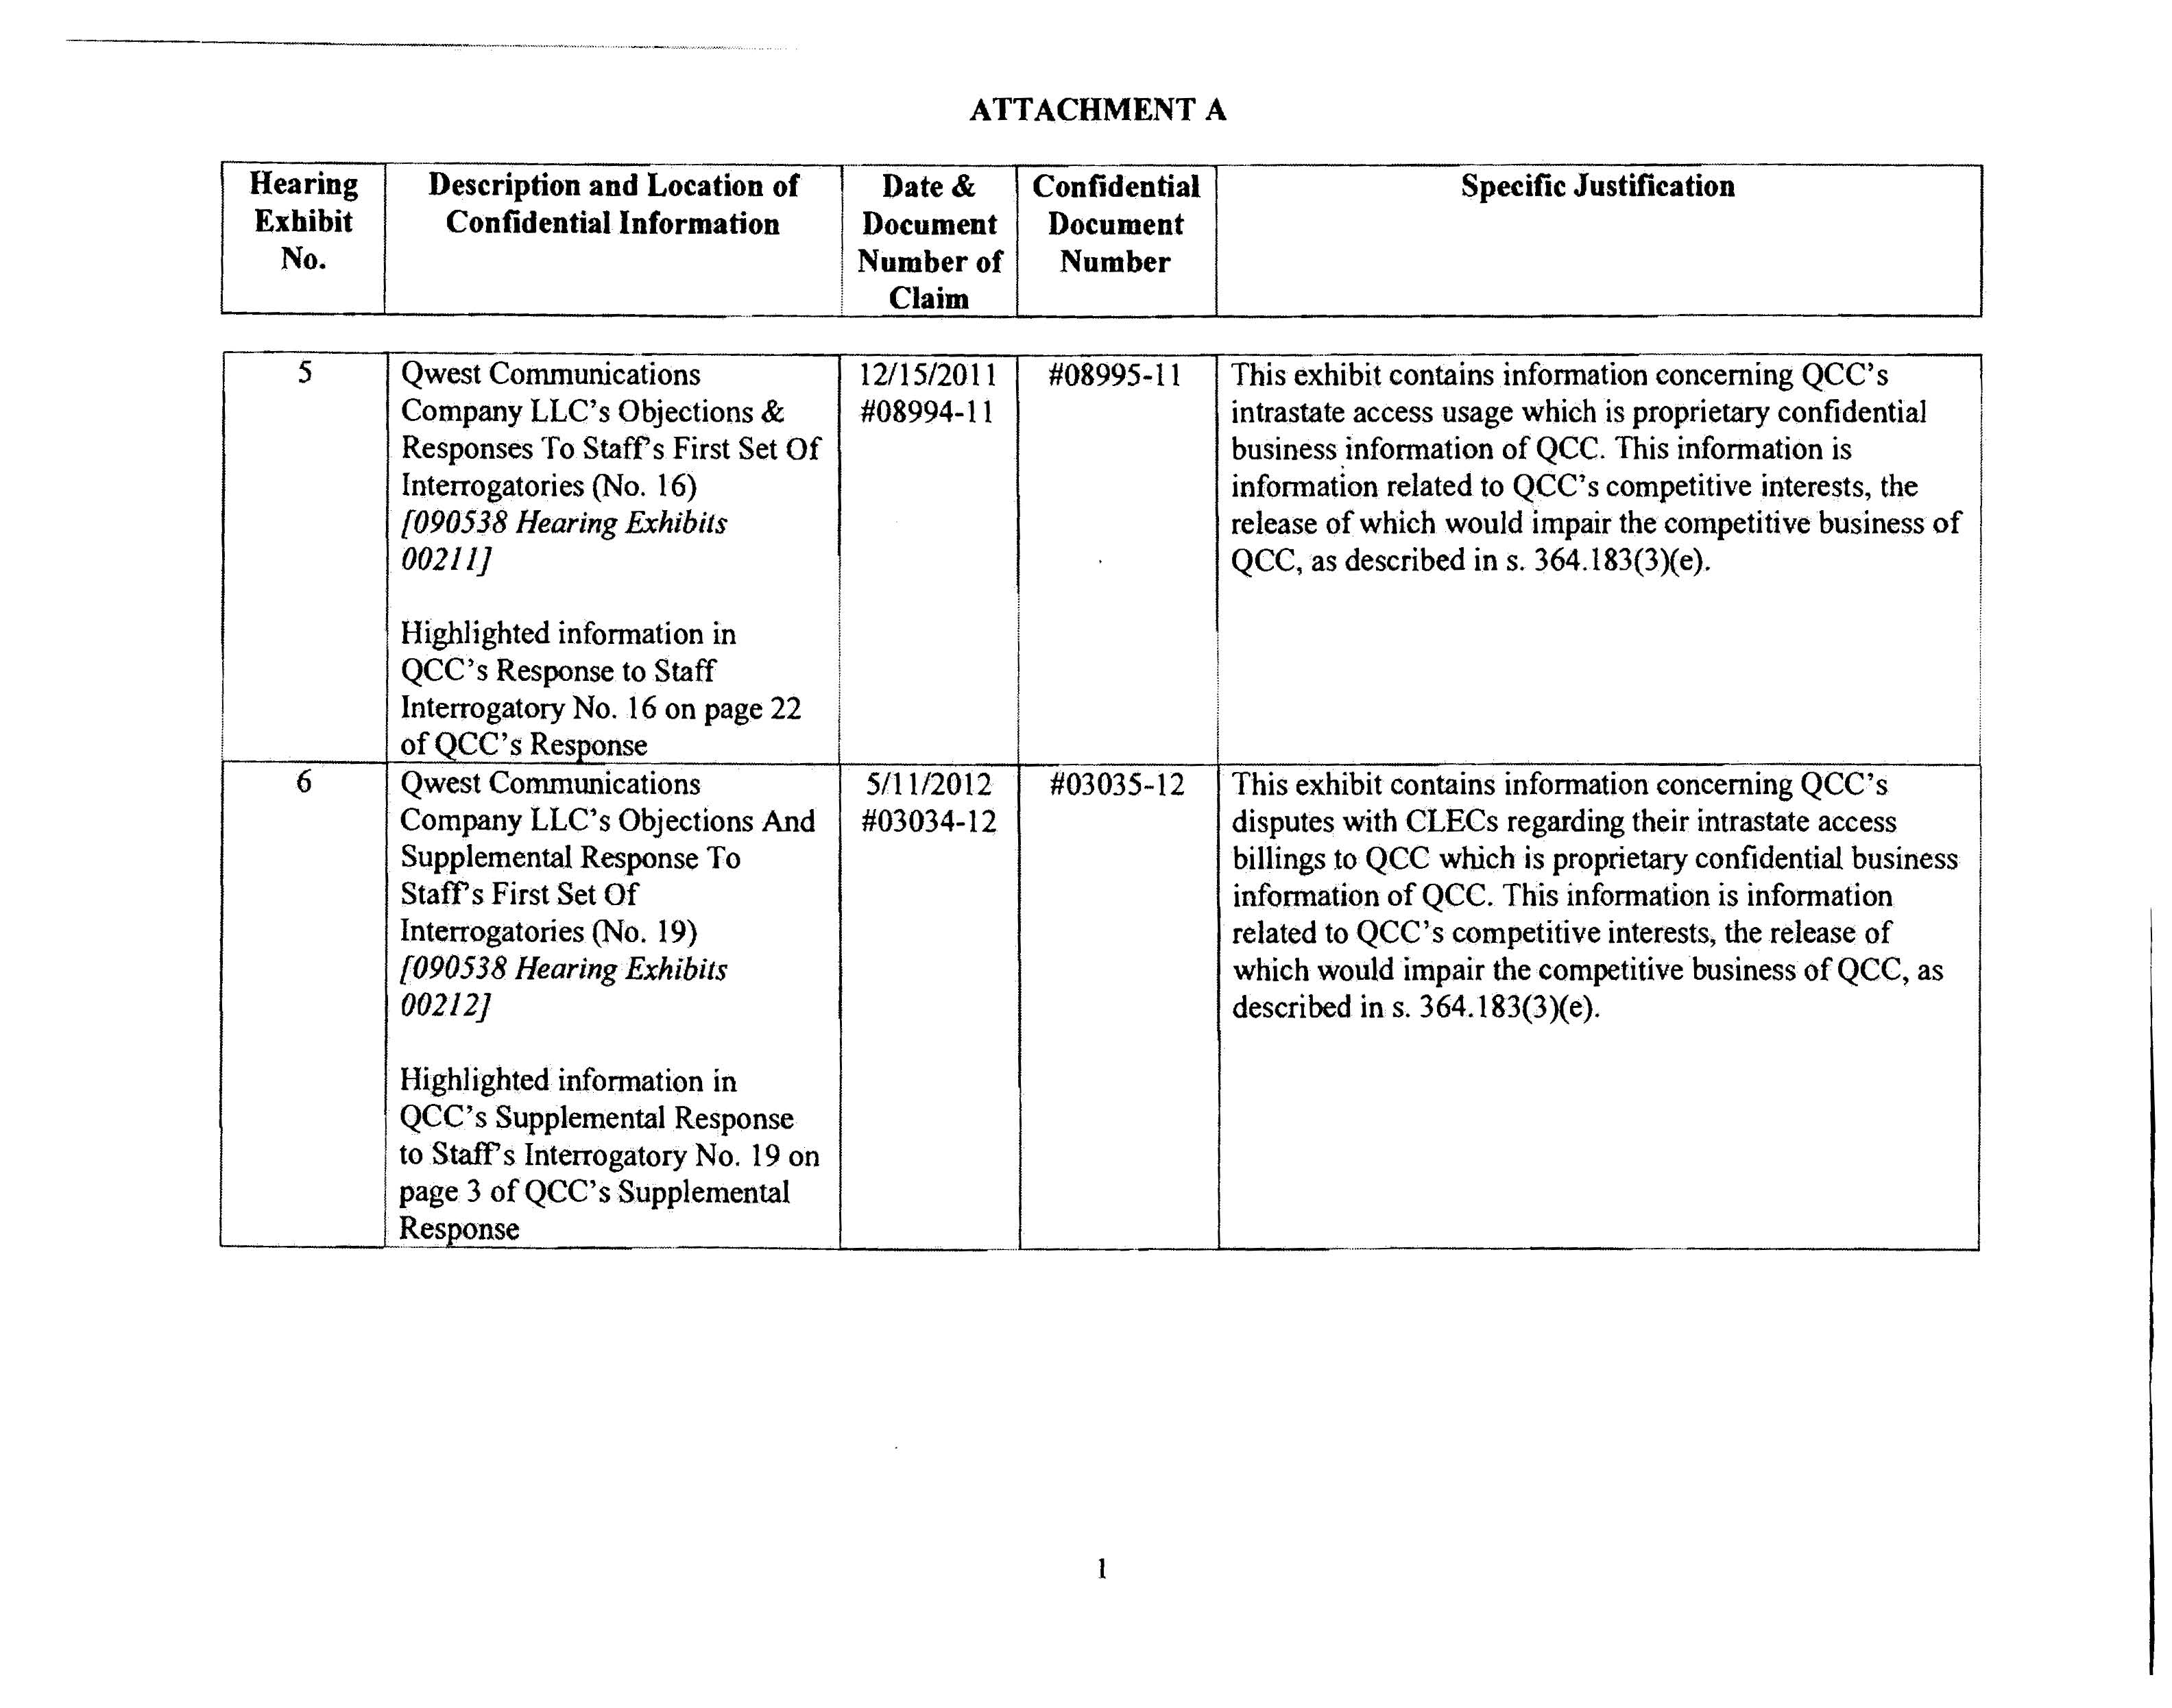 ATTACHMENT A
Hearing
Exhibit
No.
Description and Location of
Confidential Information
Date &
Document
Number of
Claim
Confidential
Document
Number
Specific Justification
5
Qwest Communications
Company LLC's Objections &
Responses To Staff's First Set Of
Interrogatories (No. 16)
[090538 Hearing Exhibits
00211]
Highlighted information in
QCC's Response to Staff
Interrogatory No. 16 on page 22
of QCC's Response
12/15/2011
#08994-11
#08995-11
This exhibit contains information concerning QCC's
intrastate access usage which is proprietary confidential
business information of QCC. This information is
information related to QCC's competitive interests, the
release of which would impair the competitive business of
QCC, as described in s. 364.183(3)(e).
6
Qwest Communications
Company LLC's Objections And
Supplemental Response To
Staff's First Set Of
Interrogatories (No. 19)
[090538 Hearing Exhibits
00212]
Highlighted information in
QCC's Supplemental Response
to Staff's Interrogatory No. 19 on
page 3 of QCC's Supplemental
Response
5/11/2012
#03034-12
#03035-12
This exhibit contains information concerning QCC's
disputes with CLECs regarding their intrastate access
billings to QCC which is proprietary confidential business
information of QCC. This information is information
related to QCC's competitive interests, the release of
which would impair the competitive business of QCC, as
described in s. 364.183(3)(e).
1